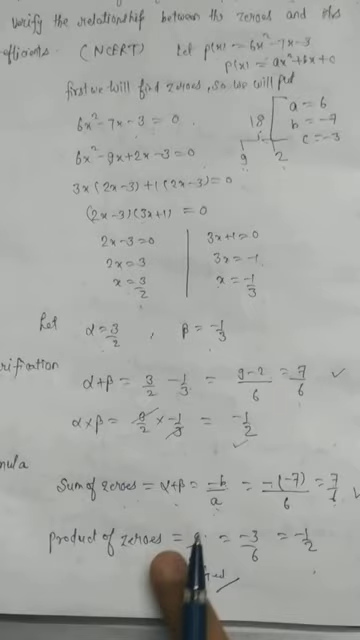 verify the relationship between the zeroes and its
efficients. (NCERT) Let p(x) = 6x²-7x-3
p(x) = ax²+bx+c
first we will find zeroes, so we will put
6x²-7x-3=0
18 a=6
b=-7
c=-3
9 2
6x²-9x+2x-3=0
3x(2x-3)+1(2x-3)=0
(2x-3)(3x+1)=0
2x-3=0 3x+1=0
2x=3 3x=-1
x=3/2 x=-1/3
Let α=3/2, β=-1/3
rification
α+β = 3/2 - 1/3 = 9-2/6 = 7/6 ✓
α×β = 3/2 × -1/3 = -1/2 ✓
mula
Sum of zeroes = α+β = -b/a = -(-7)/6 = 7/6
product of zeroes = = -3/6 = -1/2